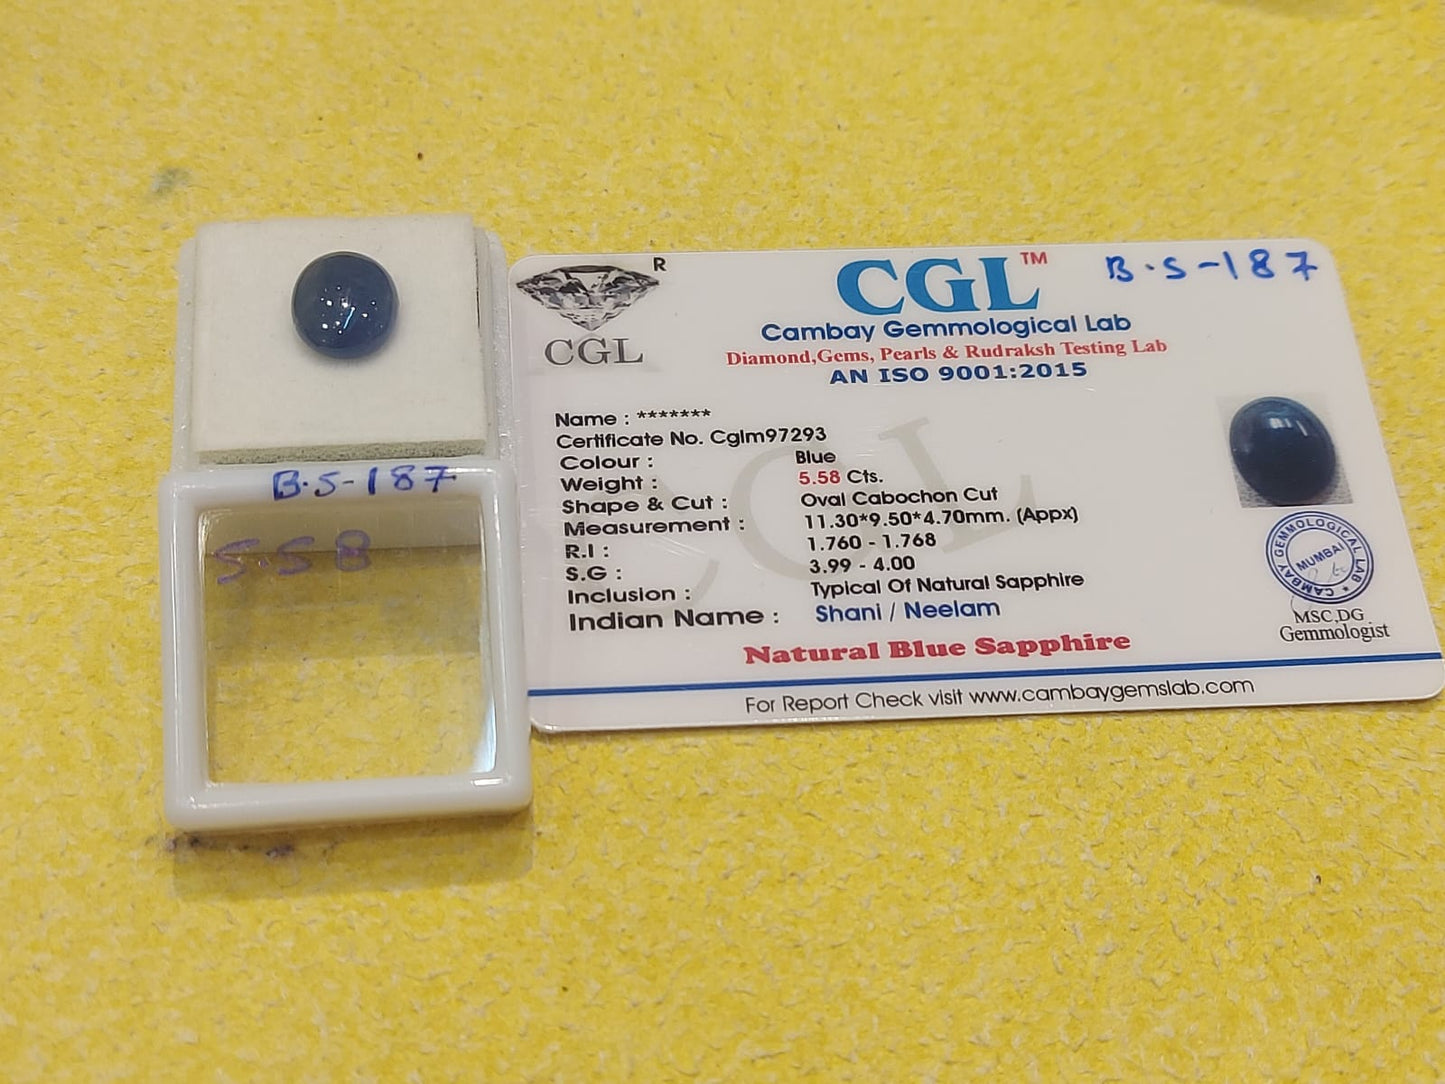 R
CGL
CGL™
B.S-187
Cambay Gemmological Lab
Diamond,Gems, Pearls & Rudraksh Testing Lab
AN ISO 9001:2015
Name : *******
Certificate No. Cglm97293
Colour : Blue
Weight : 5.58 Cts.
Shape & Cut : Oval Cabochon Cut
Measurement : 11.30*9.50*4.70mm. (Appx)
R.I : 1.760 - 1.768
S.G : 3.99 - 4.00
Inclusion : Typical Of Natural Sapphire
Indian Name : Shani / Neelam
Natural Blue Sapphire
For Report Check visit www.cambaygemslab.com
CAMBAY GEMMOLOGICAL LAB
MUMBAI
MSC,DG
Gemmologist
CGL
B.S-187
5.58